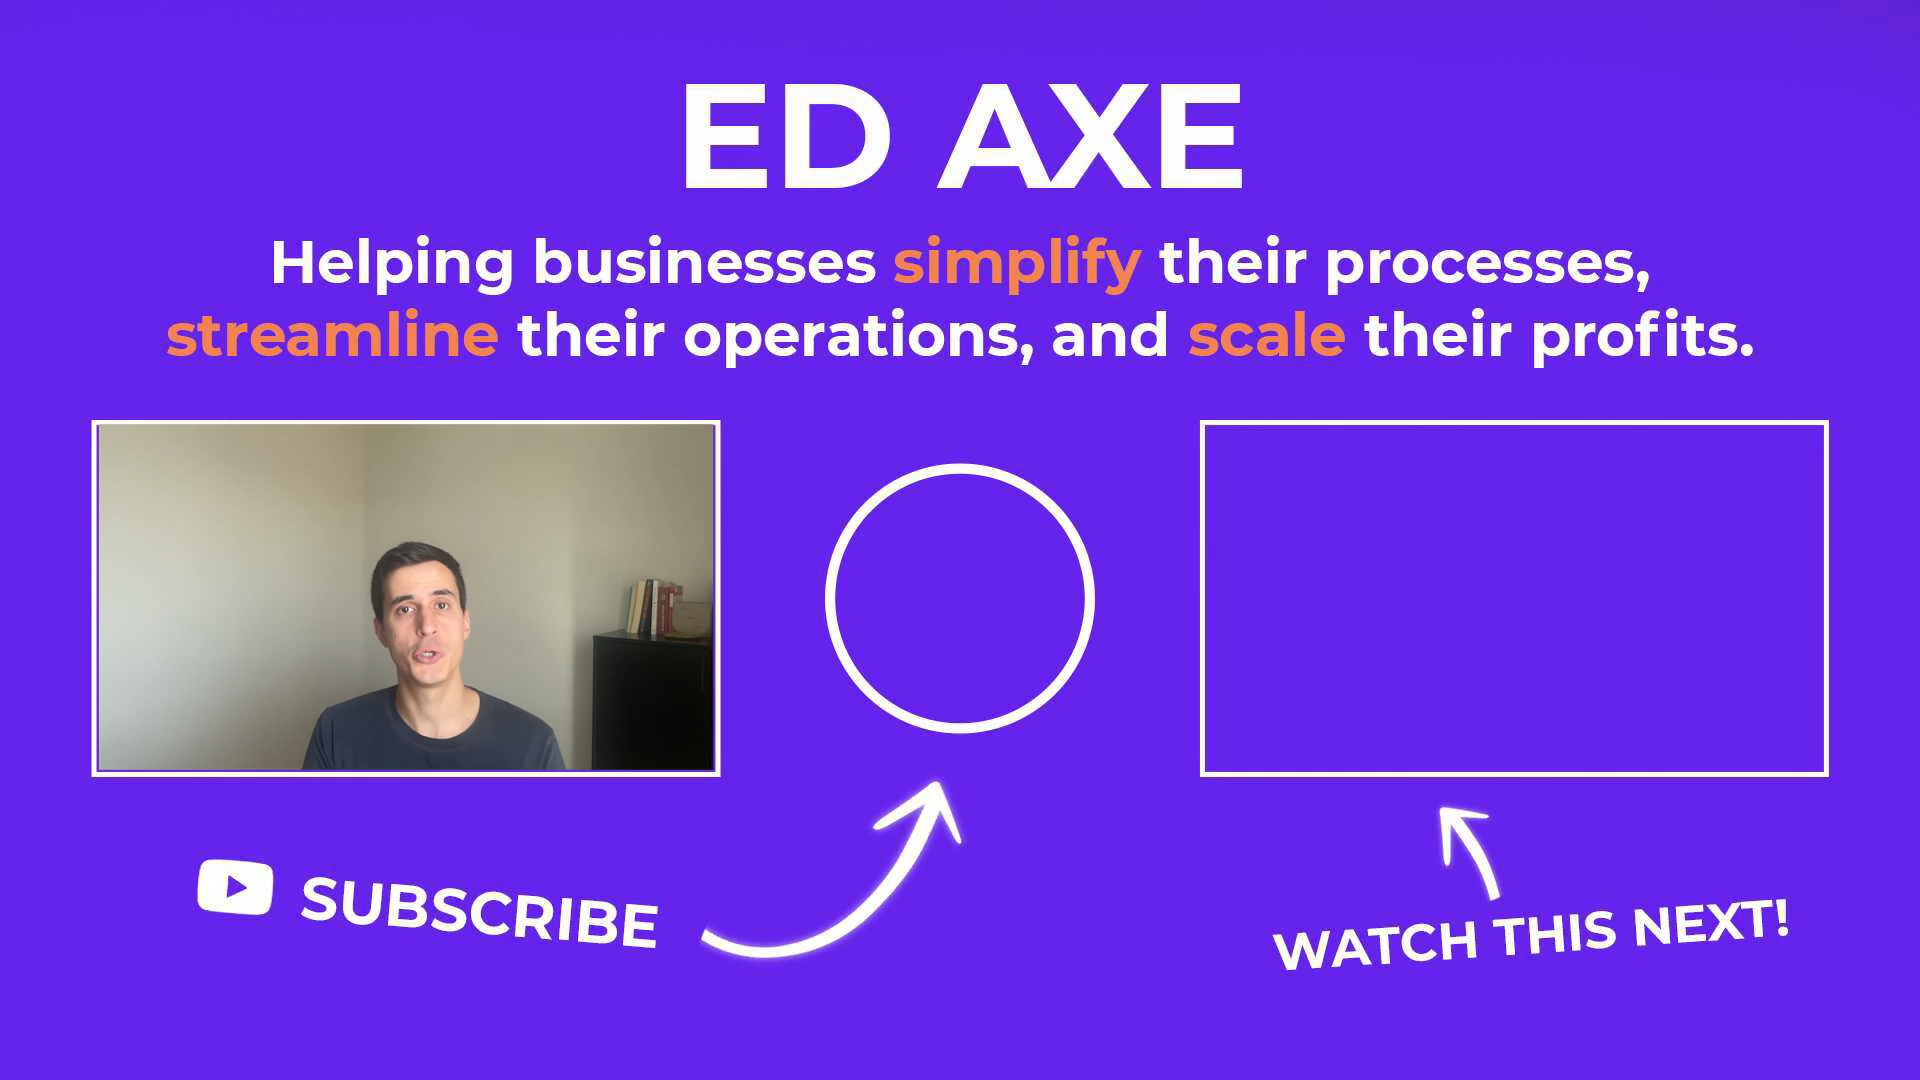 ED AXE
Helping businesses simplify their processes,
streamline their operations, and scale their profits.
SUBSCRIBE
WATCH THIS NEXT!